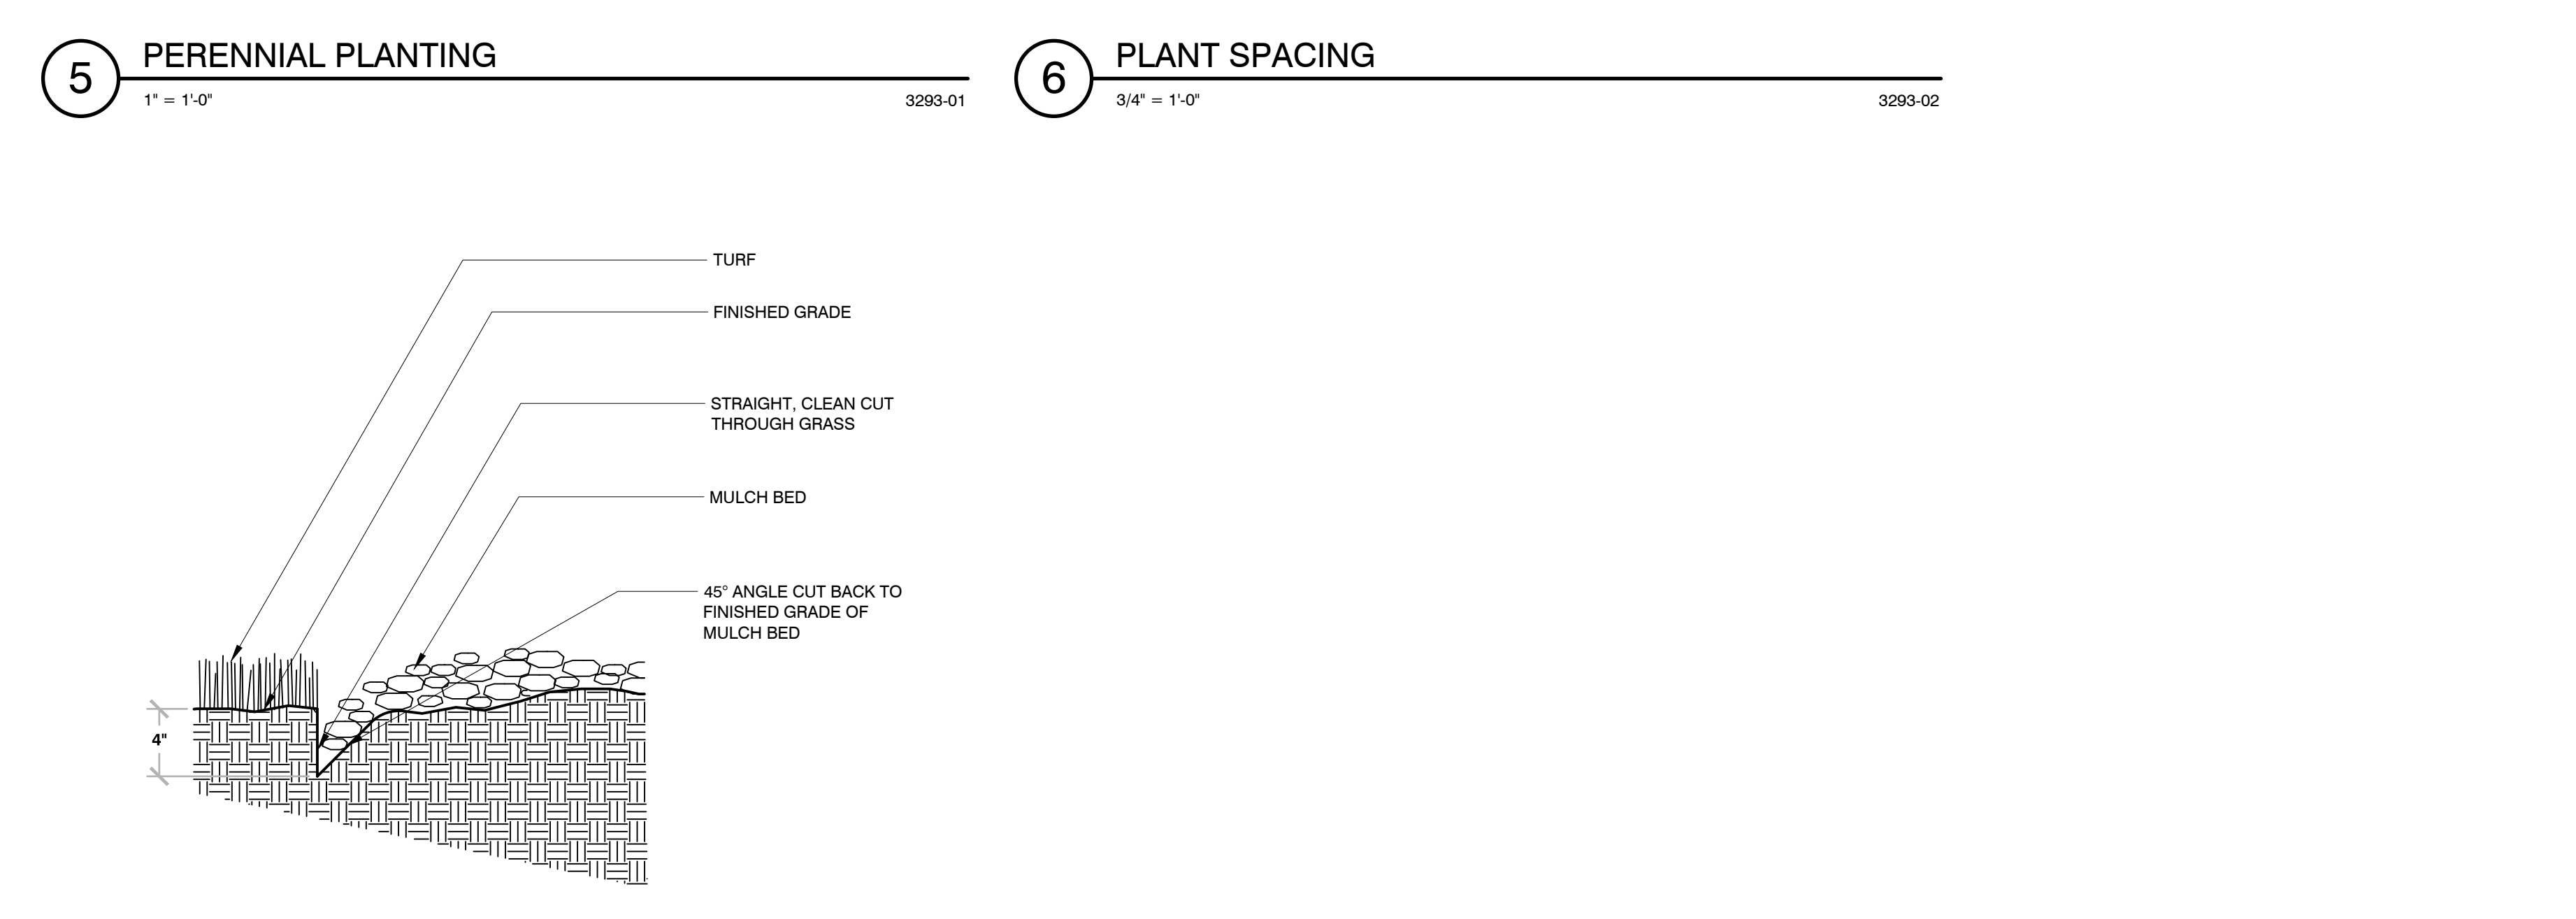 5
PERENNIAL PLANTING
1" = 1'-0"
3293-01
6
PLANT SPACING
3/4" = 1'-0"
3293-02
TURF
FINISHED GRADE
STRAIGHT, CLEAN CUT
THROUGH GRASS
MULCH BED
45° ANGLE CUT BACK TO
FINISHED GRADE OF
MULCH BED
4"